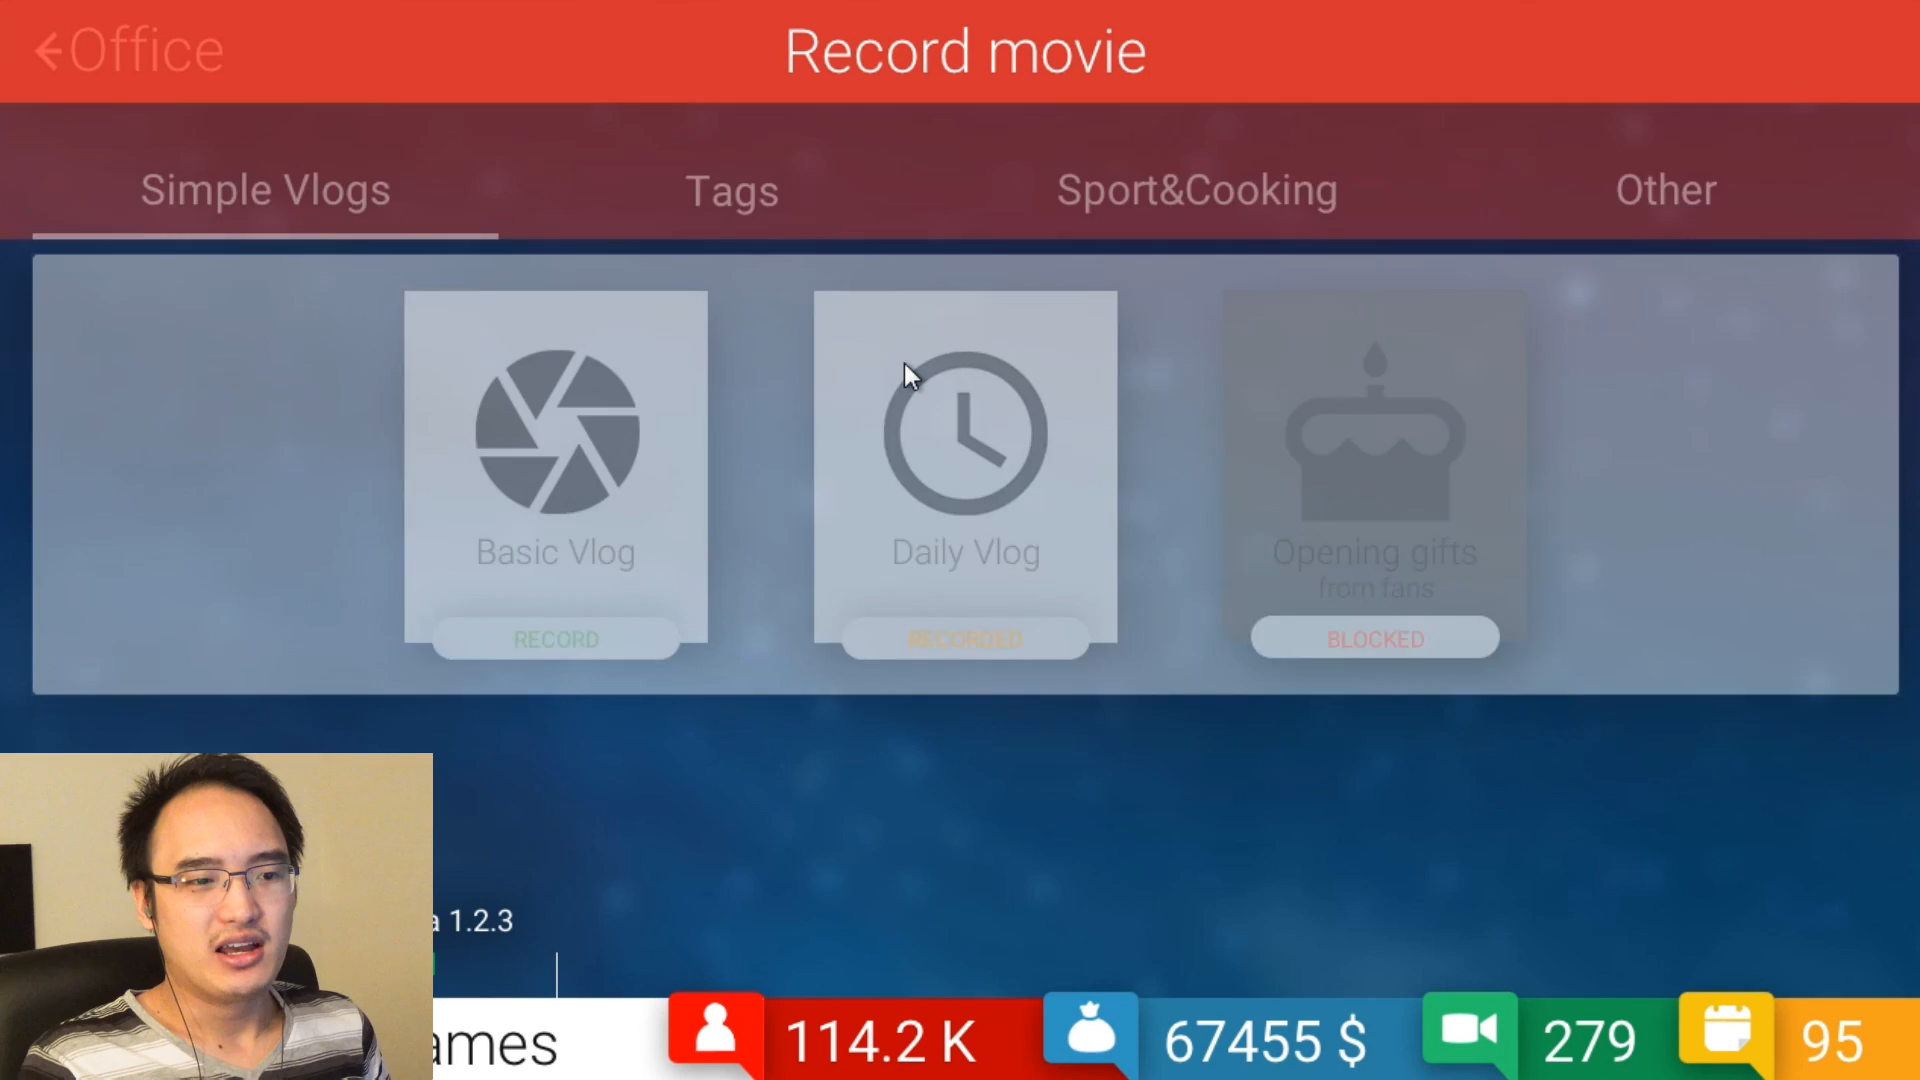 Office
Record movie
Simple Vlogs
Tags
Sport&Cooking
Other
Basic Vlog
RECORD
Daily Vlog
RECORDED
Opening gifts
from fans
BLOCKED
a 1.2.3
ames
114.2 K
67455 $
279
95